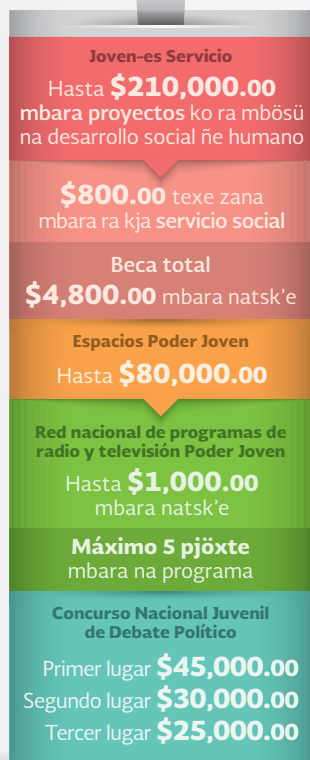 Joven-es Servicio
Hasta $210,000.00
mbara proyectos ko ra mbösü
na desarrollo social ñe humano
$800.00 texe zana
mbara ra kja servicio social
Beca total
$4,800.00 mbara natsk’e
Espacios Poder Joven
Hasta $80,000.00
Red nacional de programas de
radio y televisión Poder Joven
Hasta $1,000.00
mbara natsk’e
Máximo 5 pjöxte
mbara na programa
Concurso Nacional Juvenil
de Debate Político
Primer lugar $45,000.00
Segundo lugar $30,000.00
Tercer lugar $25,000.00